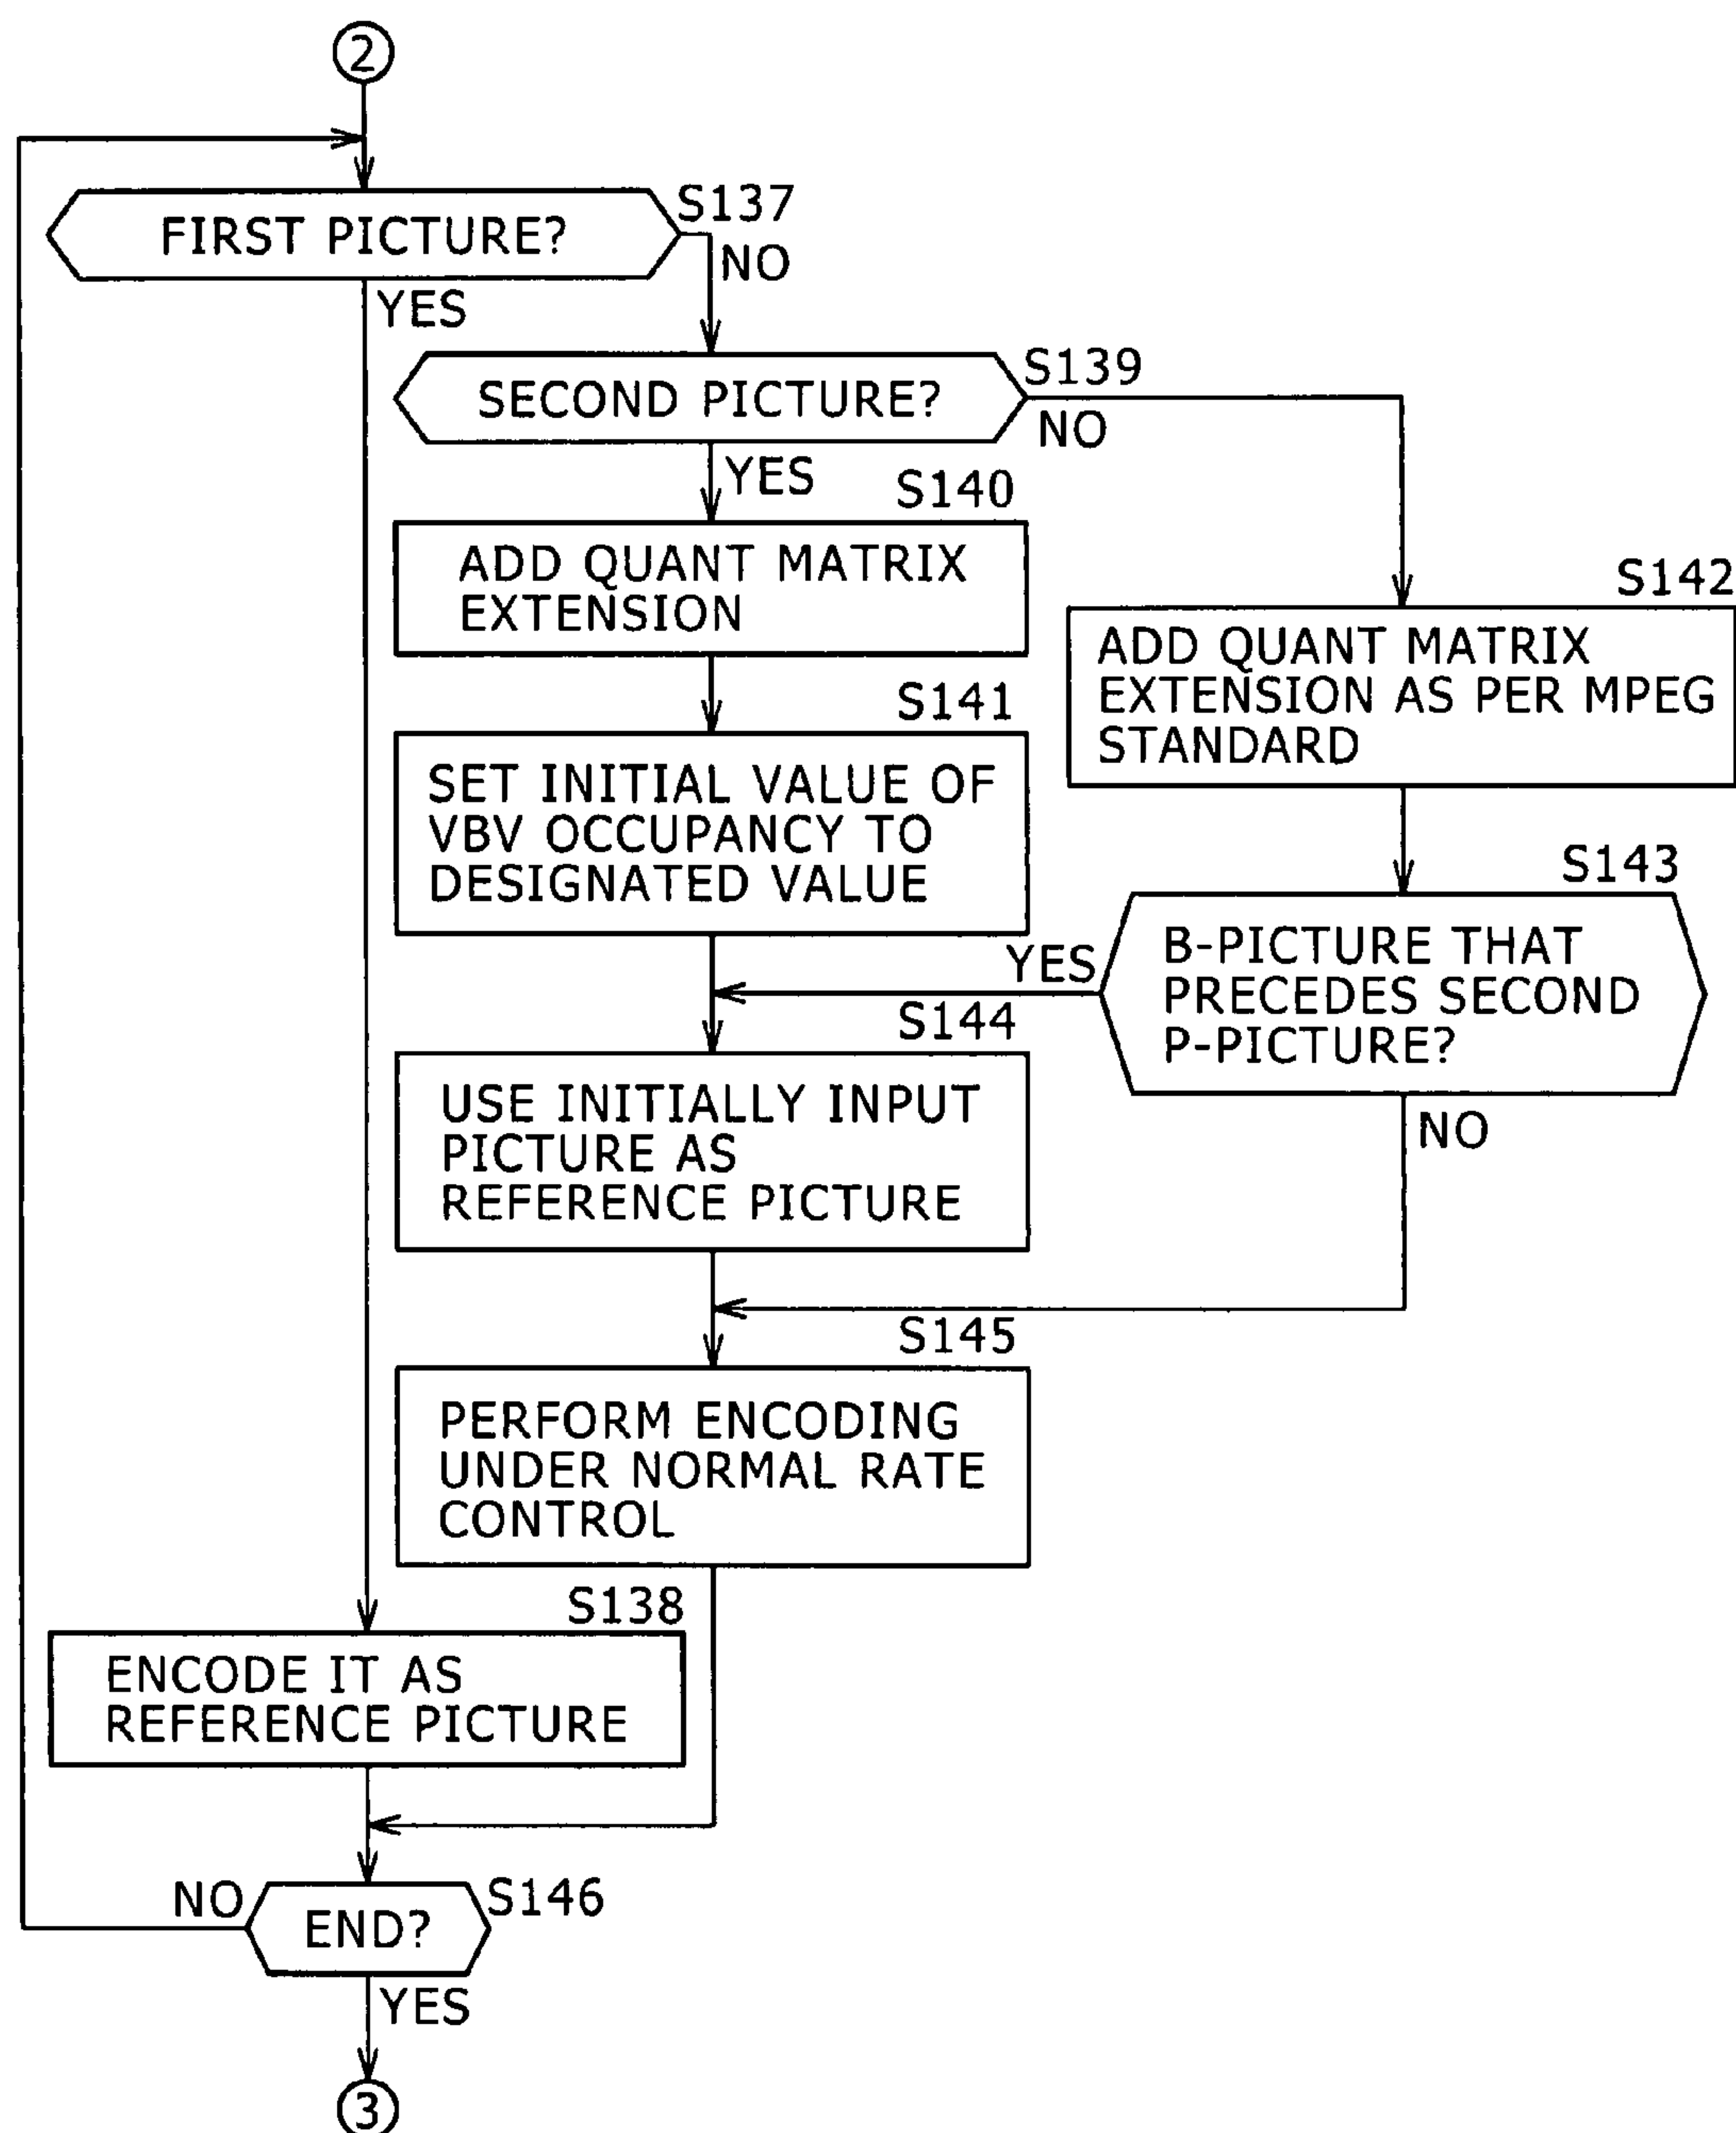 2
FIRST PICTURE?
S137
NO
YES
SECOND PICTURE?
S139
NO
YES
S140
ADD QUANT MATRIX
EXTENSION
S142
ADD QUANT MATRIX
EXTENSION AS PER MPEG
STANDARD
S141
SET INITIAL VALUE OF
VBV OCCUPANCY TO
DESIGNATED VALUE
S143
B-PICTURE THAT
PRECEDES SECOND
P-PICTURE?
YES
NO
S144
USE INITIALLY INPUT
PICTURE AS
REFERENCE PICTURE
S145
PERFORM ENCODING
UNDER NORMAL RATE
CONTROL
S138
ENCODE IT AS
REFERENCE PICTURE
NO
END?
S146
YES
3